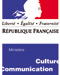 Liberté • Égalité • Fraternité
RÉPUBLIQUE FRANÇAISE
Ministère
Culture
Communication